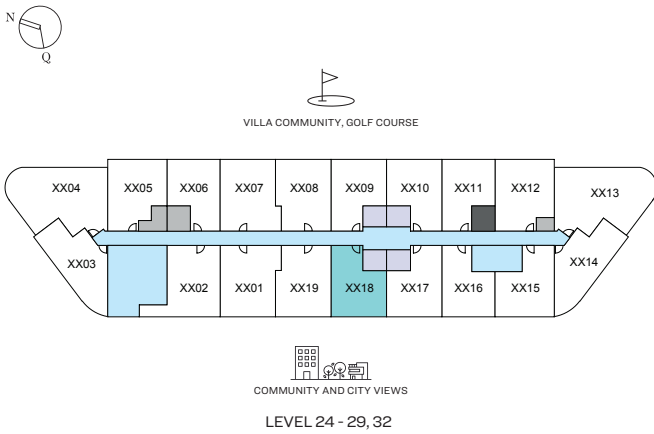 N
Q
VILLA COMMUNITY, GOLF COURSE
XX04
XX05
XX06
XX07
XX08
XX09
XX10
XX11
XX12
XX13
XX03
XX02
XX01
XX19
XX18
XX17
XX16
XX15
XX14
COMMUNITY AND CITY VIEWS
LEVEL 24 - 29, 32